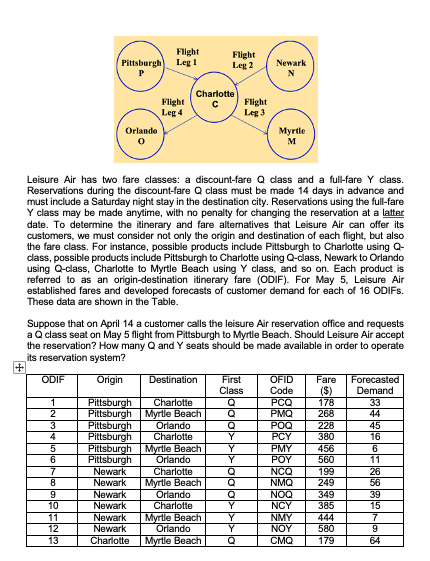 Flight
Leg 1
Flight
Leg 2
Pittsburgh
P
Newark
N
Charlotte
C
Flight
Leg 4
Flight
Leg 3
Orlando
O
Myrtle
M
Leisure Air has two fare classes: a discount-fare Q class and a full-fare Y class.
Reservations during the discount-fare Q class must be made 14 days in advance and
must include a Saturday night stay in the destination city. Reservations using the full-fare
Y class may be made anytime, with no penalty for changing the reservation at a latter
date. To determine the itinerary and fare alternatives that Leisure Air can offer its
customers, we must consider not only the origin and destination of each flight, but also
the fare class. For instance, possible products include Pittsburgh to Charlotte using Q-
class, possible products include Pittsburgh to Charlotte using Q-class, Newark to Orlando
using Q-class, Charlotte to Myrtle Beach using Y class, and so on. Each product is
referred to as an origin-destination itinerary fare (ODIF). For May 5, Leisure Air
established fares and developed forecasts of customer demand for each of 16 ODIFs.
These data are shown in the Table.
Suppose that on April 14 a customer calls the leisure Air reservation office and requests
a Q class seat on May 5 flight from Pittsburgh to Myrtle Beach. Should Leisure Air accept
the reservation? How many Q and Y seats should be made available in order to operate
its reservation system?
ODIF Origin Destination First Class OFID Code Fare ($) Forecasted Demand
1 Pittsburgh Charlotte Q PCQ 178 33
2 Pittsburgh Myrtle Beach Q PMQ 268 44
3 Pittsburgh Orlando Q POQ 228 45
4 Pittsburgh Charlotte Y PCY 380 16
5 Pittsburgh Myrtle Beach Y PMY 456 6
6 Pittsburgh Orlando Y POY 560 11
7 Newark Charlotte Q NCQ 199 26
8 Newark Myrtle Beach Q NMQ 249 56
9 Newark Orlando Q NOQ 349 39
10 Newark Charlotte Y NCY 385 15
11 Newark Myrtle Beach Y NMY 444 7
12 Newark Orlando Y NOY 580 9
13 Charlotte Myrtle Beach Q CMQ 179 64